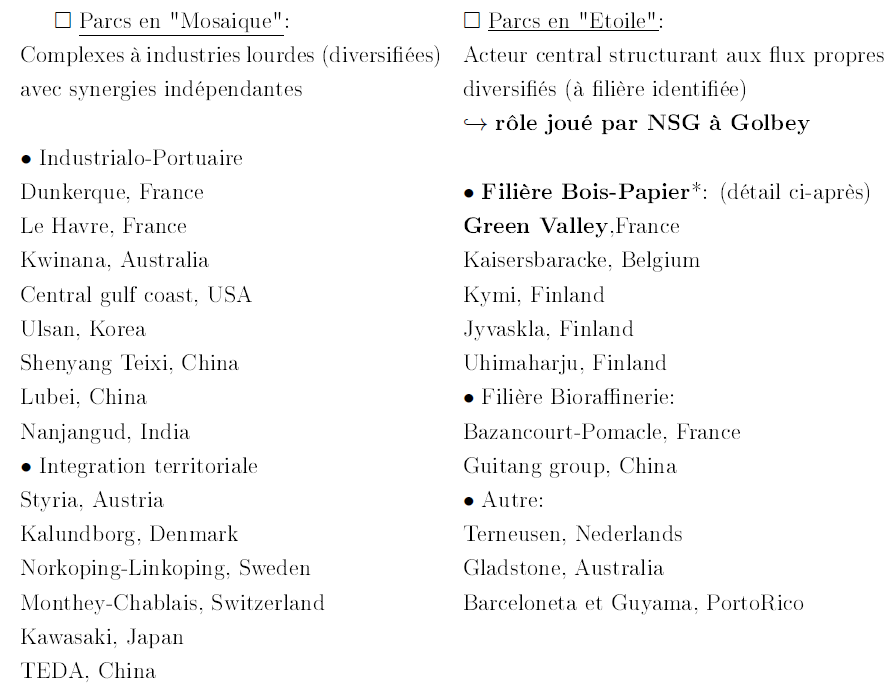 □ Parcs en "Mosaique":
Complexes à industries lourdes (diversifiées)
avec synergies indépendantes
• Industrialo-Portuaire
Dunkerque, France
Le Havre, France
Kwinana, Australia
Central gulf coast, USA
Ulsan, Korea
Shenyang Teixi, China
Lubei, China
Nanjangud, India
• Integration territoriale
Styria, Austria
Kalundborg, Denmark
Norkoping-Linkoping, Sweden
Monthey-Chablais, Switzerland
Kawasaki, Japan
TEDA, China
□ Parcs en "Etoile":
Acteur central structurant aux flux propres
diversifiés (à filière identifiée)
↪ rôle joué par NSG à Golbey
• Filière Bois-Papier*: (détail ci-après)
Green Valley,France
Kaisersbaracke, Belgium
Kymi, Finland
Jyvaskla, Finland
Uhimaharju, Finland
• Filière Bioraffinerie:
Bazancourt-Pomacle, France
Guitang group, China
• Autre:
Terneusen, Nederlands
Gladstone, Australia
Barceloneta et Guyama, PortoRico